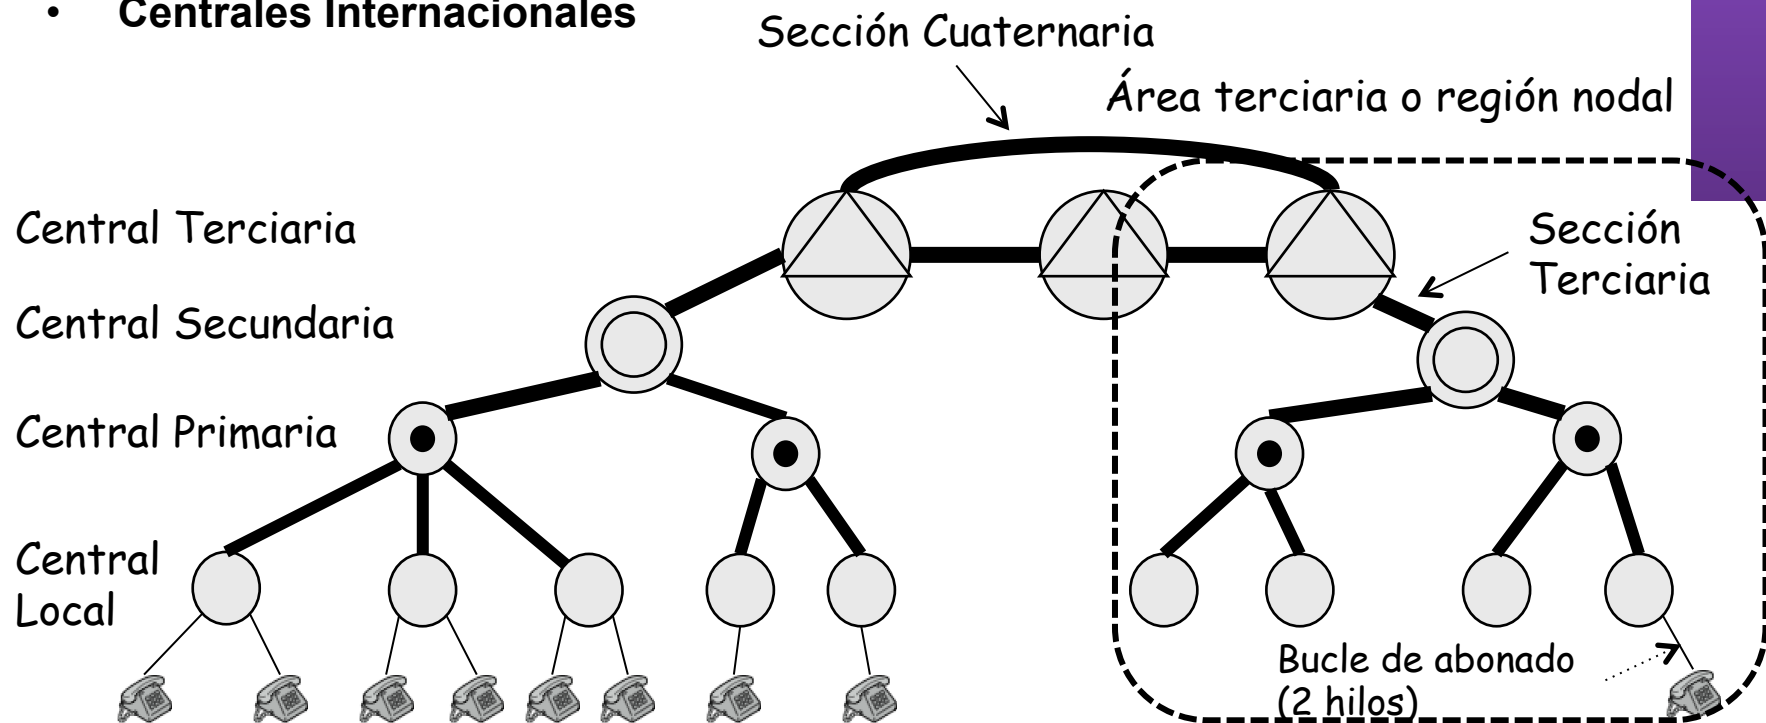 • Centrales Internacionales
Sección Cuaternaria
Área terciaria o región nodal
Central Terciaria
Sección
Terciaria
Central Secundaria
Central Primaria
Central
Local
Bucle de abonado
(2 hilos)